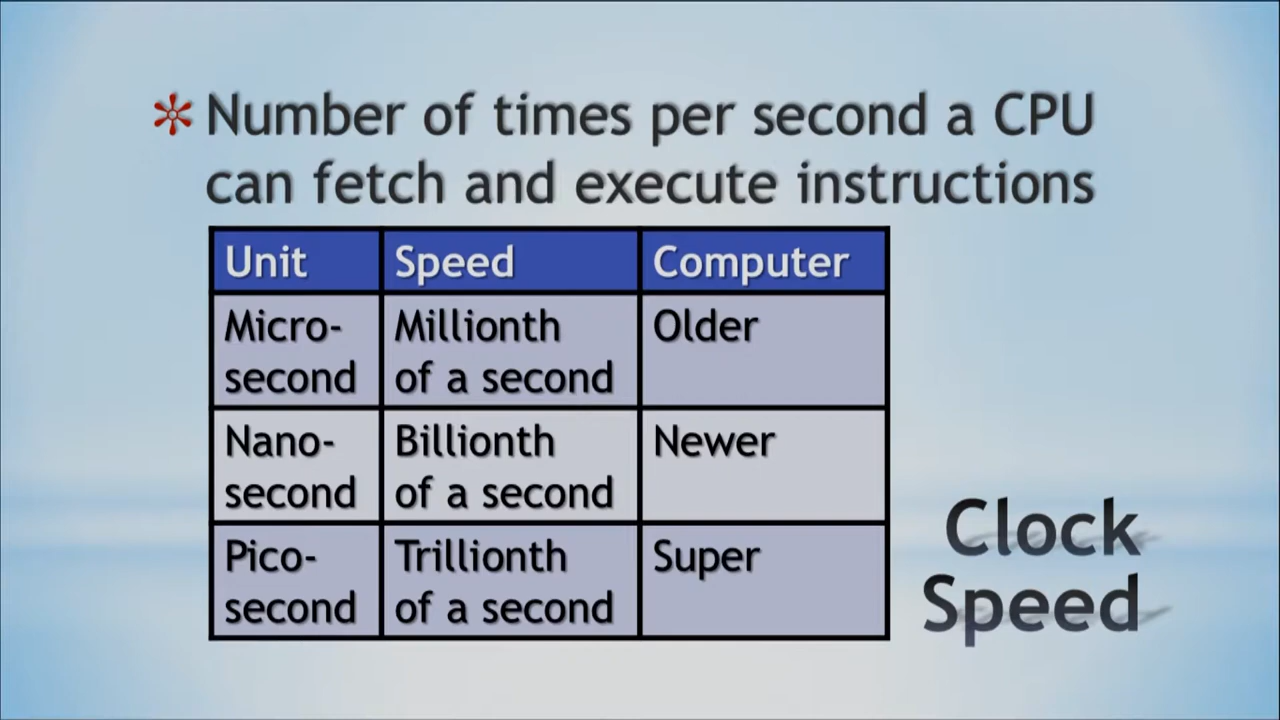 Number of times per second a CPU
can fetch and execute instructions
Unit Speed Computer
Micro- Millionth Older
second of a second
Nano- Billionth Newer
second of a second
Pico- Trillionth Super
second of a second
Clock
Speed